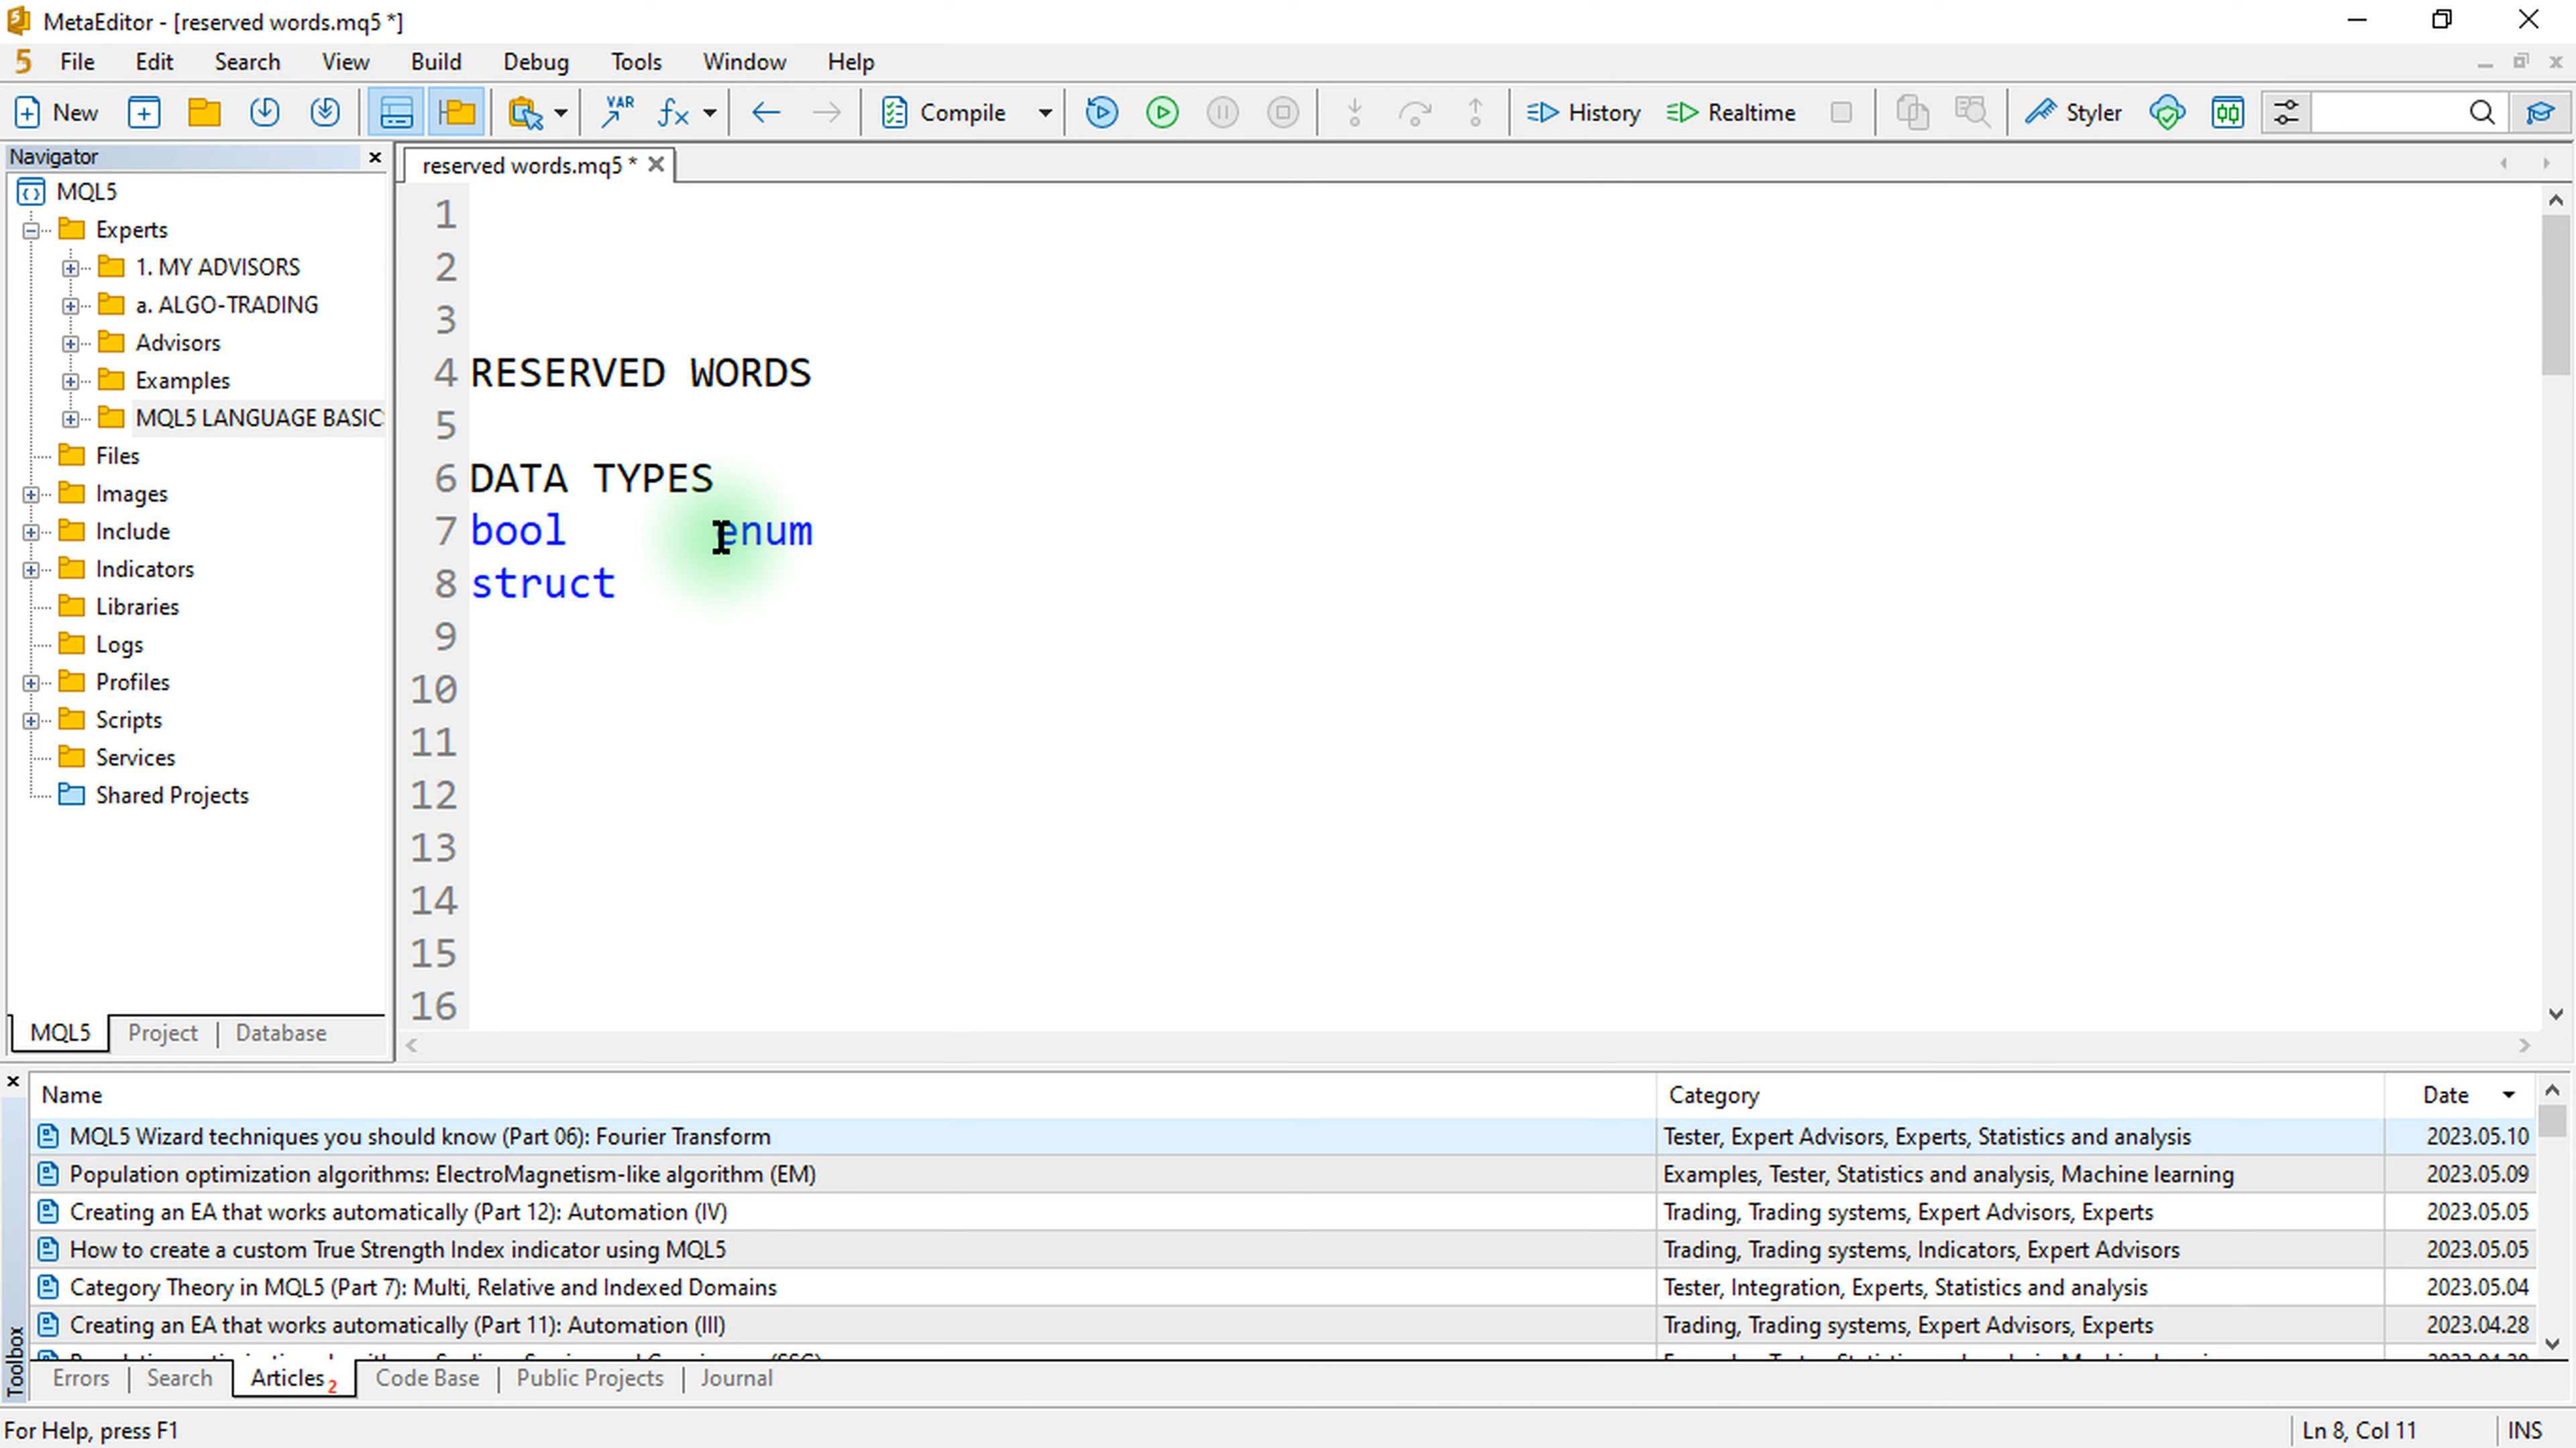 MetaEditor - [reserved words.mq5 *]
5 File Edit Search View Build Debug Tools Window Help
New VAR fx Compile History Realtime Styler
Navigator
reserved words.mq5 *
MQL5
Experts
1. MY ADVISORS
a. ALGO-TRADING
Advisors
Examples
MQL5 LANGUAGE BASIC
Files
Images
Include
Indicators
Libraries
Logs
Profiles
Scripts
Services
Shared Projects
MQL5 Project Database
1
2
3
4 RESERVED WORDS
5
6 DATA TYPES
7 bool enum
8 struct
9
10
11
12
13
14
15
16
Name Category Date
MQL5 Wizard techniques you should know (Part 06): Fourier Transform Tester, Expert Advisors, Experts, Statistics and analysis 2023.05.10
Population optimization algorithms: ElectroMagnetism-like algorithm (EM) Examples, Tester, Statistics and analysis, Machine learning 2023.05.09
Creating an EA that works automatically (Part 12): Automation (IV) Trading, Trading systems, Expert Advisors, Experts 2023.05.05
How to create a custom True Strength Index indicator using MQL5 Trading, Trading systems, Indicators, Expert Advisors 2023.05.05
Category Theory in MQL5 (Part 7): Multi, Relative and Indexed Domains Tester, Integration, Experts, Statistics and analysis 2023.05.04
Creating an EA that works automatically (Part 11): Automation (III) Trading, Trading systems, Expert Advisors, Experts 2023.04.28
Toolbox
Errors Search Articles 2 Code Base Public Projects Journal
For Help, press F1 Ln 8, Col 11 INS